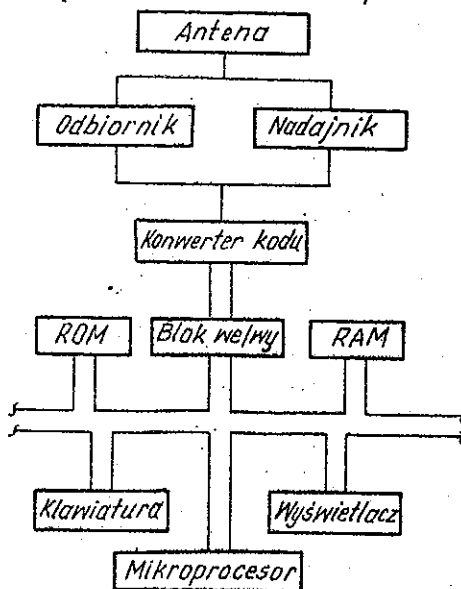 Antena
Odbiornik
Nadajnik
Konwerter kodu
ROM
Blok we/wy
RAM
Klawiatura
Wyświetlacz
Mikroprocesor